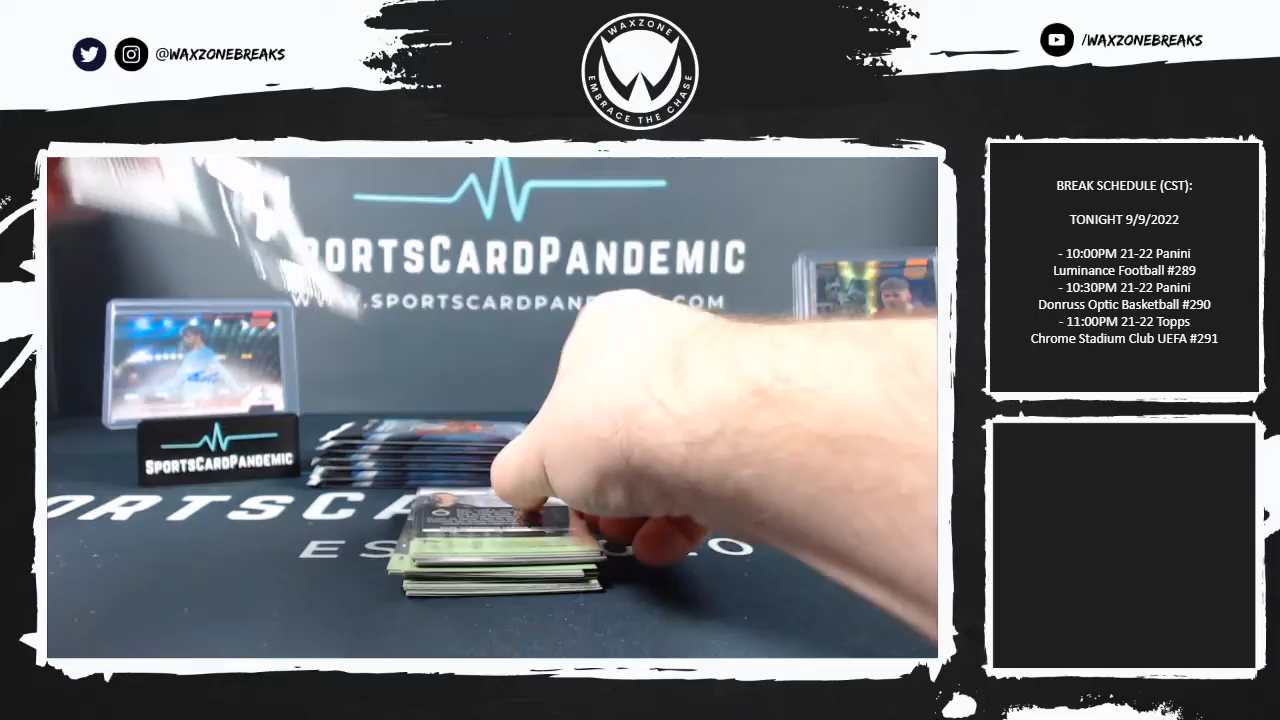 @WAXZONEBREAKS
WAXZONE
EMBRACE THE CHASE
/WAXZONEBREAKS
SPORTSCARDPANDEMIC
SPORTSCARDPANDEMIC
BREAK SCHEDULE (CST):
TONIGHT 9/9/2022
- 10:00PM 21-22 Panini
Luminance Football #289
- 10:30PM 21-22 Panini
Donruss Optic Basketball #290
- 11:00PM 21-22 Topps
Chrome Stadium Club UEFA #291